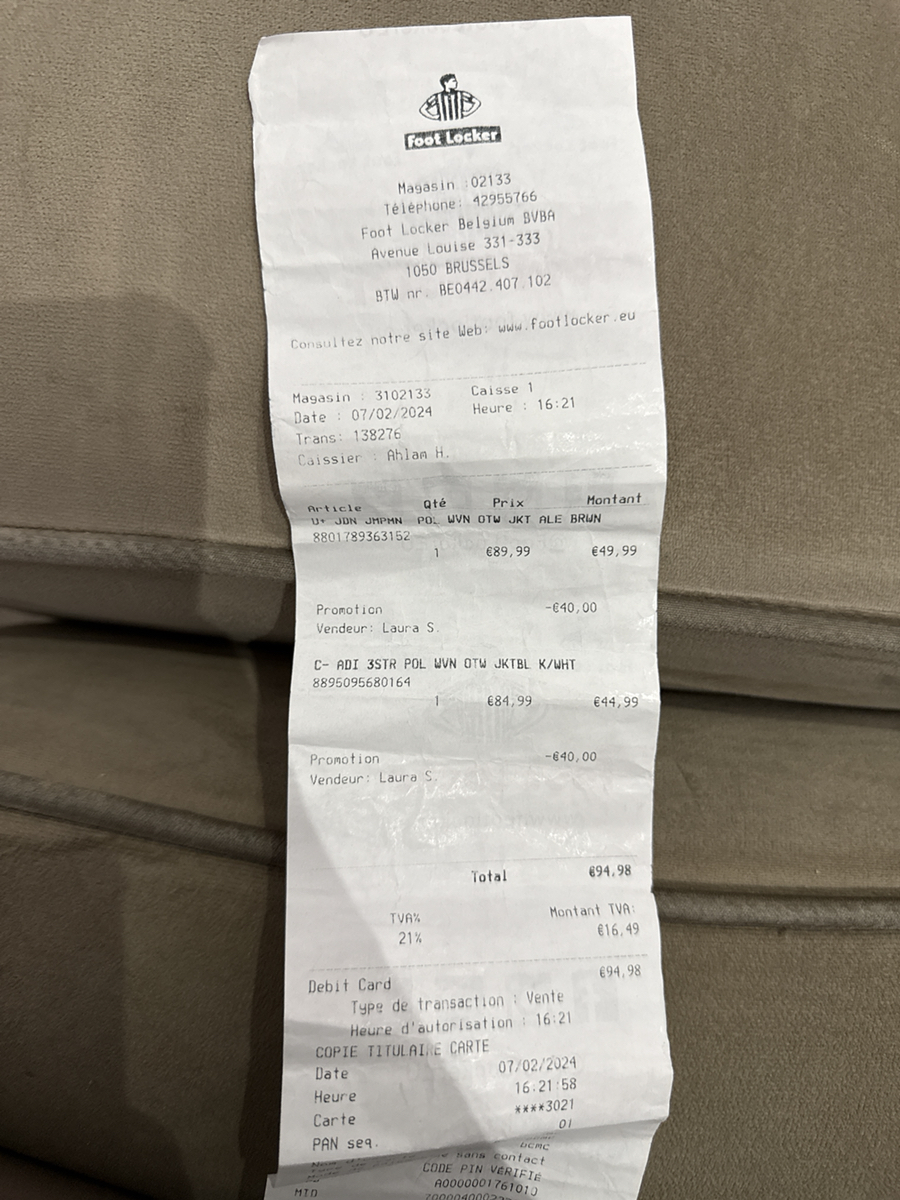 Foot Locker
Magasin :02133
Téléphone: 42955766
Foot Locker Belgium BVBA
Avenue Louise 331-333
1050 BRUSSELS
BTW nr. BE0442.407.102
Consultez notre site Web: www.footlocker.eu
Magasin : 3102133 Caisse 1
Date : 07/02/2024 Heure : 16:21
Trans: 138276
Caissier : Ahlam H.
Article Qté Prix Montant
U+ JDN JMPMN POL WVN OTW JKT ALE BRWN
8801789363152
1 €89,99 €49,99
Promotion -€40,00
Vendeur: Laura S.
C- ADI 3STR POL WVN OTW JKTBL K/WHT
8895095680164
1 €84,99 €44,99
Promotion -€40,00
Vendeur: Laura S.
Total €94,98
TVA% Montant TVA:
21% €16,49
Debit Card €94,98
Type de transaction : Vente
Heure d'autorisation : 16:21
COPIE TITULAIRE CARTE
Date 07/02/2024
Heure 16:21:58
Carte ****3021
PAN seq. 01
sans contact
CODE PIN VERIFIE
A0000001761010
MID